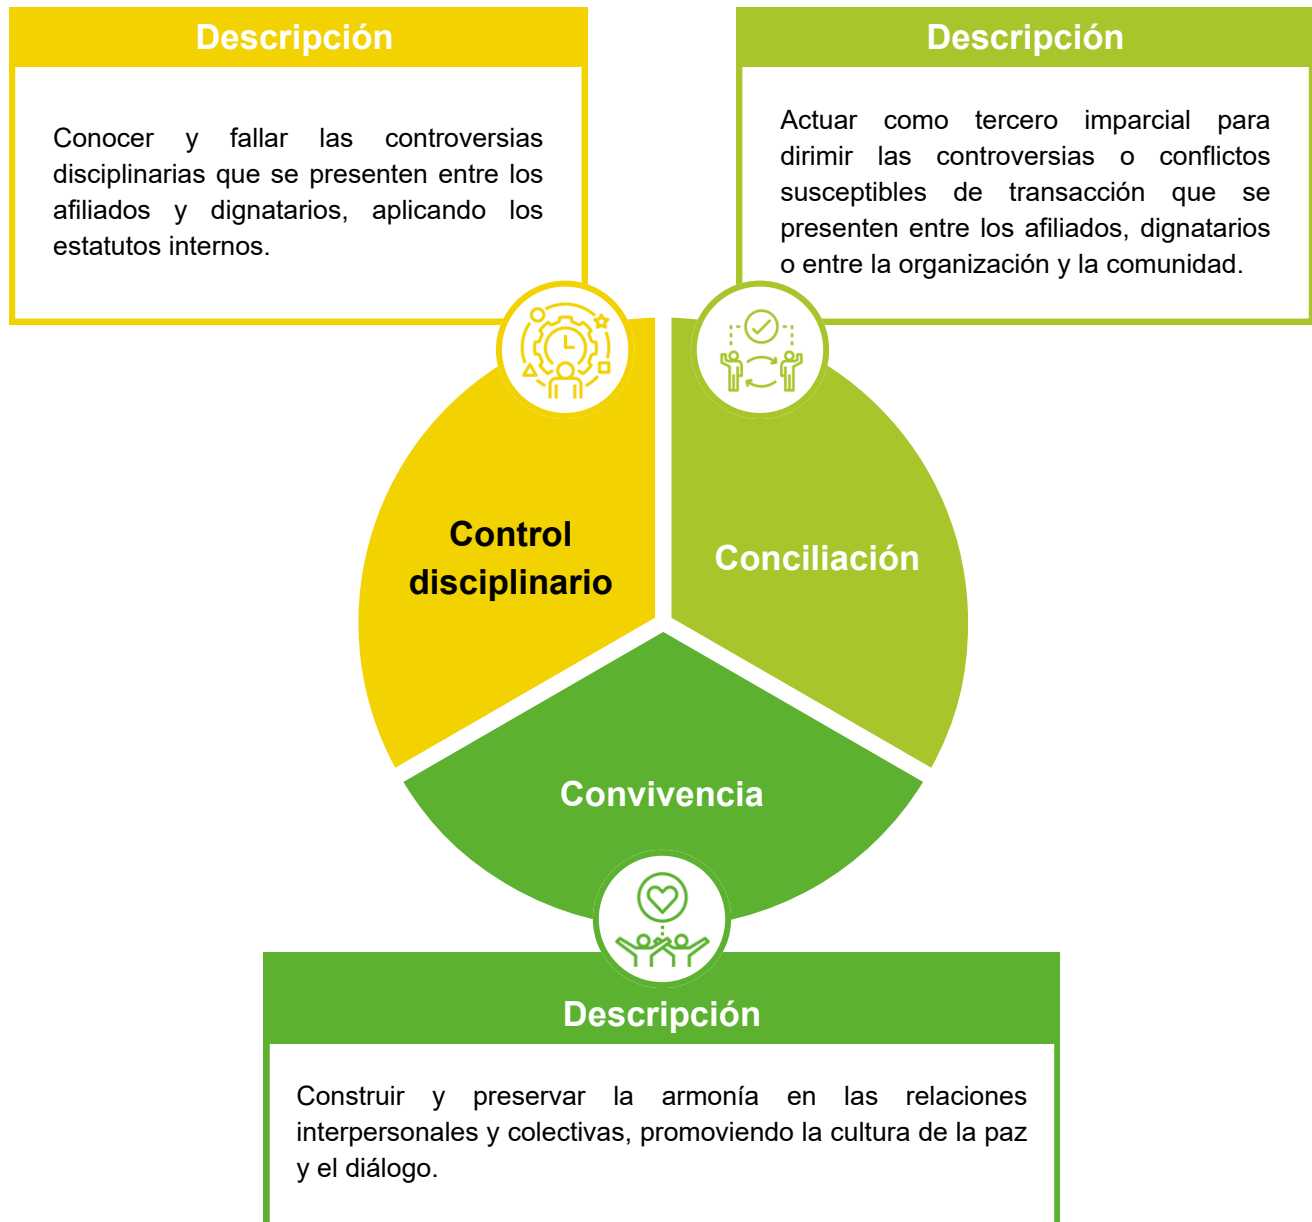 Descripción
Conocer y fallar las controversias
disciplinarias que se presenten entre los
afiliados y dignatarios, aplicando los
estatutos internos.
Descripción
Actuar como tercero imparcial para
dirimir las controversias o conflictos
susceptibles de transacción que se
presenten entre los afiliados, dignatarios
o entre la organización y la comunidad.
Control
disciplinario
Conciliación
Convivencia
Descripción
Construir y preservar la armonía en las relaciones
interpersonales y colectivas, promoviendo la cultura de la paz
y el diálogo.